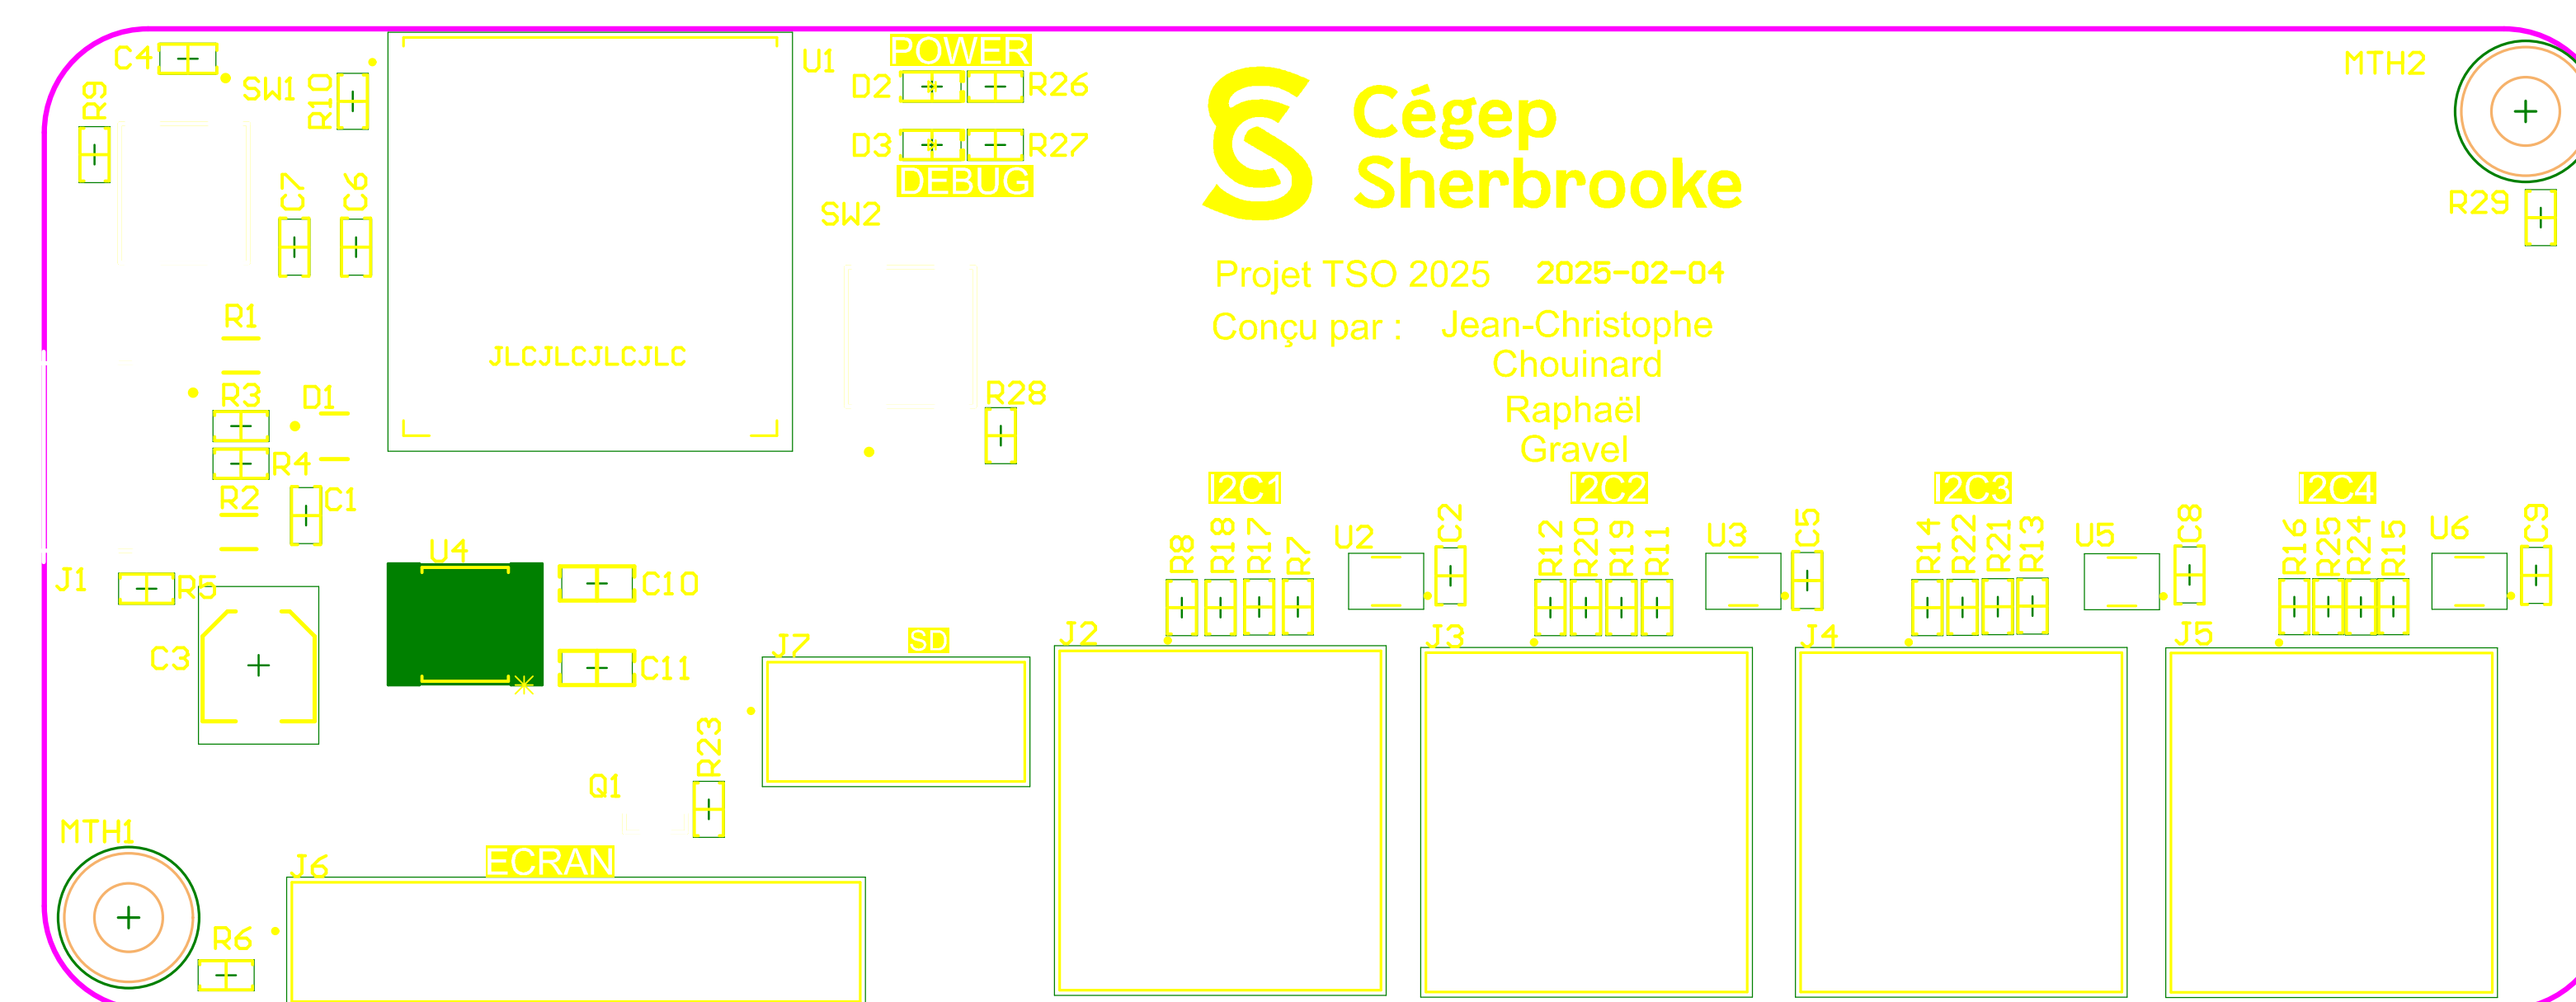 C4
R9
SW1
R10
U1
POWER
D2
R26
D3
R27
DEBUG
Cégep
Sherbrooke
MTH2
R29
C7
C6
SW2
Projet TSO 2025
2025-02-04
Conçu par :
Jean-Christophe
Chouinard
Raphaël
Gravel
R1
JLCJLCJLCJLC
R3
D1
R28
R4
R2
C1
I2C1
I2C2
I2C3
I2C4
R8
R18
R17
R7
U2
C2
R12
R20
R19
R11
U3
C5
R14
R22
R21
R13
U5
C8
R16
R25
R24
R15
U6
C9
U4
J1
R5
C10
C3
C11
J7
SD
J2
J3
J4
J5
R23
Q1
MTH1
J6
ECRAN
R6